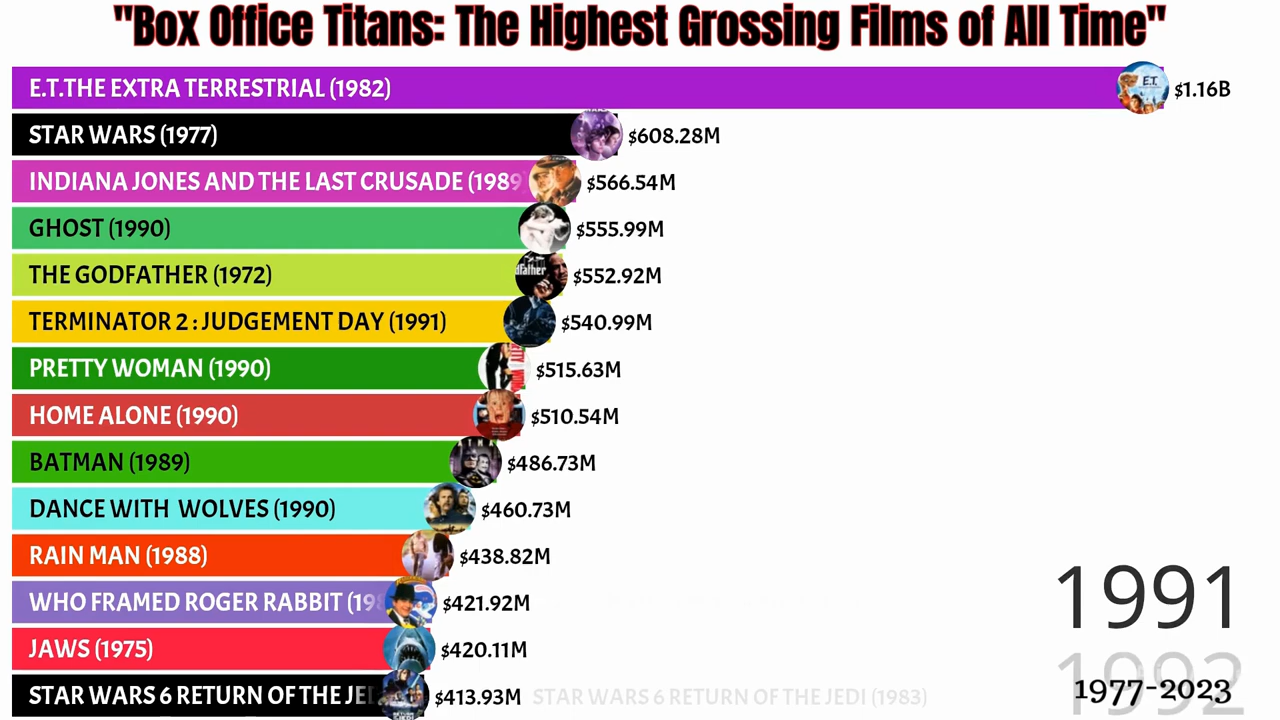 "Box Office Titans: The Highest Grossing Films of All Time"
E.T.THE EXTRA TERRESTRIAL (1982) E.T. $1.16B
STAR WARS (1977) $608.28M
INDIANA JONES AND THE LAST CRUSADE (1989) $566.54M
GHOST (1990) $555.99M
THE GODFATHER (1972) dfather $552.92M
TERMINATOR 2 : JUDGEMENT DAY (1991) $540.99M
PRETTY WOMAN (1990) $515.63M
HOME ALONE (1990) $510.54M
BATMAN (1989) $486.73M
DANCE WITH WOLVES (1990) $460.73M
RAIN MAN (1988) $438.82M
WHO FRAMED ROGER RABBIT (198 $421.92M
JAWS (1975) $420.11M
STAR WARS 6 RETURN OF THE JEDI $413.93M STAR WARS 6 RETURN OF THE JEDI (1983)
1991
1992
1977-2023